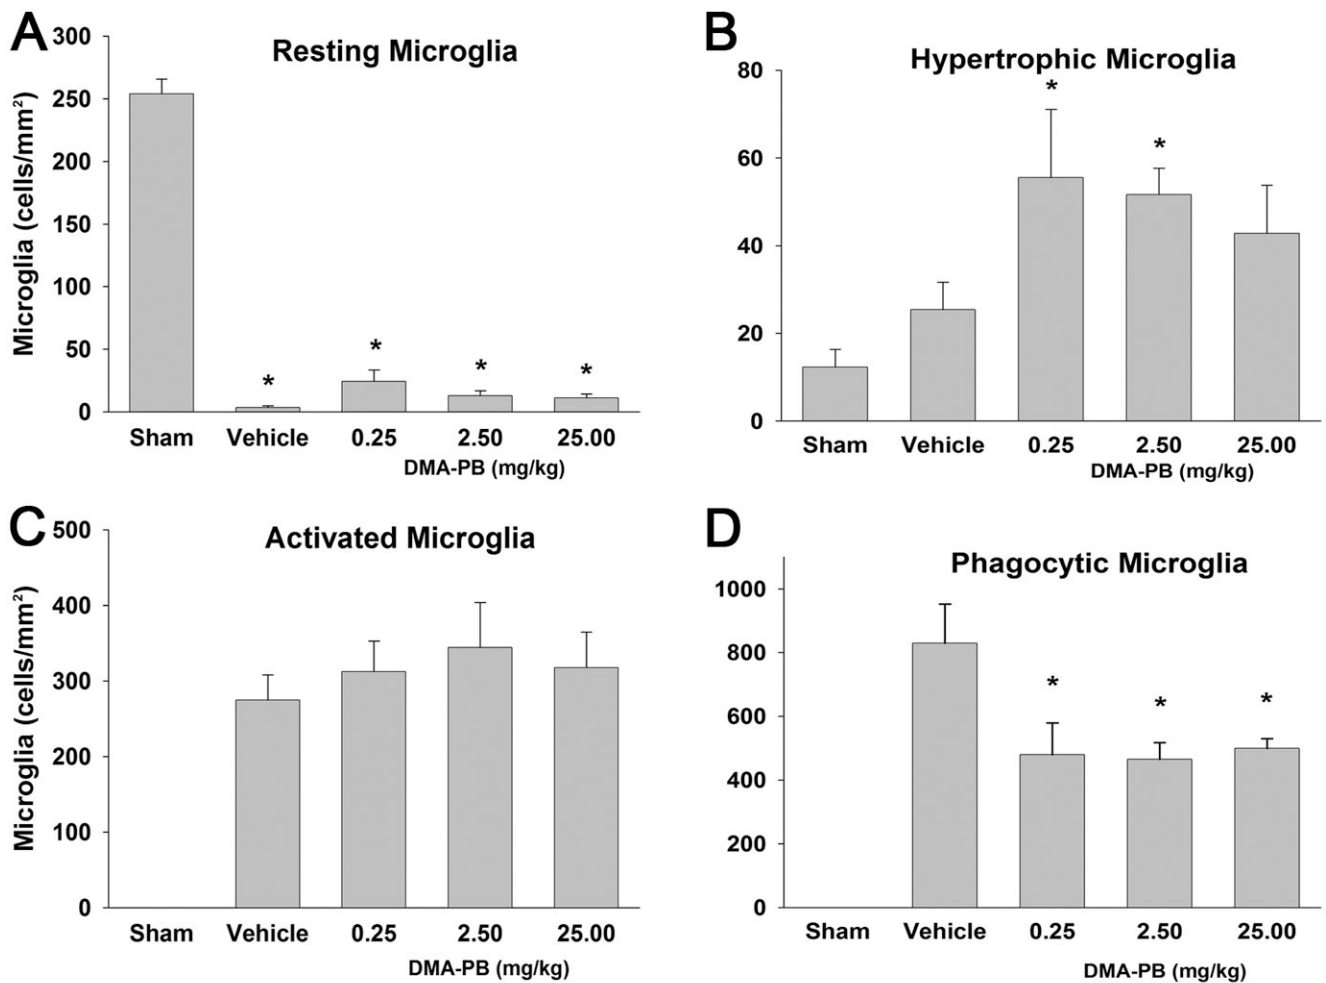 A
Resting Microglia
Microglia (cells/mm²)
300
250
200
150
100
50
0
*
*
*
*
Sham Vehicle 0.25 2.50 25.00
DMA-PB (mg/kg)
B
Hypertrophic Microglia
80
60
40
20
0
*
*
Sham Vehicle 0.25 2.50 25.00
DMA-PB (mg/kg)
C
Activated Microglia
Microglia (cells/mm²)
500
400
300
200
100
0
Sham Vehicle 0.25 2.50 25.00
DMA-PB (mg/kg)
D
Phagocytic Microglia
1000
800
600
400
200
0
*
*
*
Sham Vehicle 0.25 2.50 25.00
DMA-PB (mg/kg)